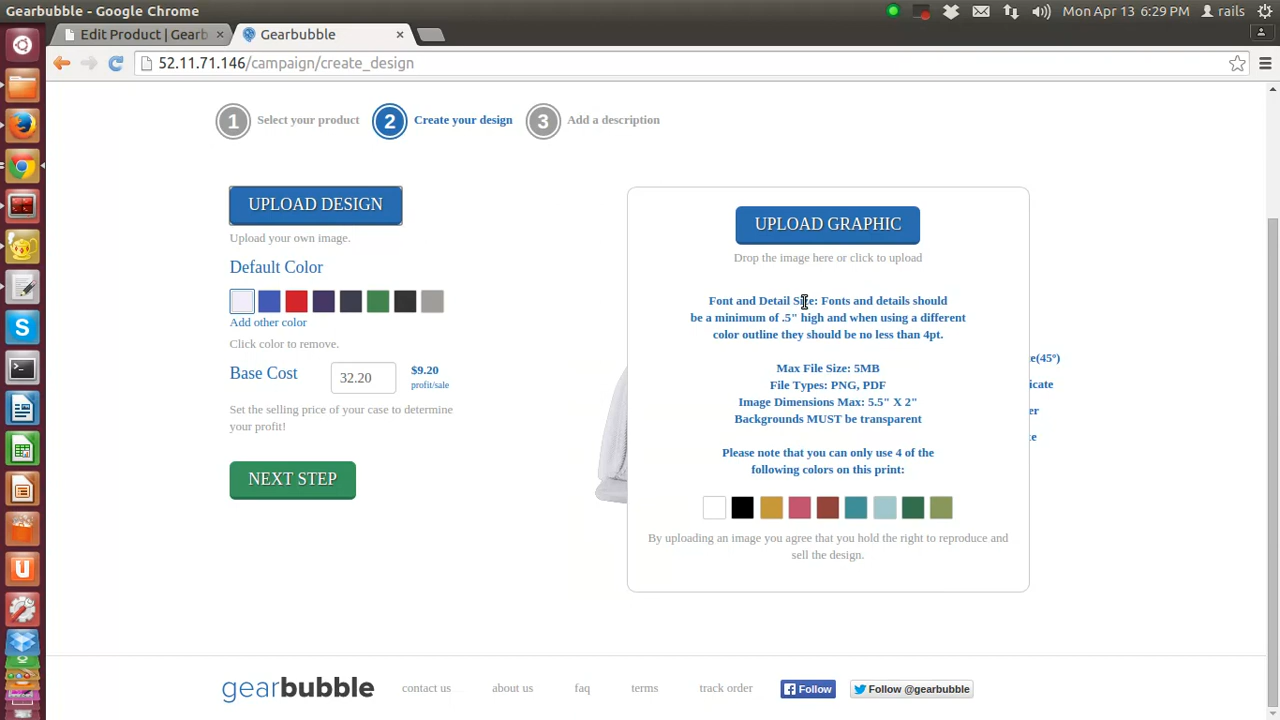 Gearbubble - Google Chrome
Mon Apr 13 6:29 PM
rails
Edit Product | Gearb
Gearbubble
52.11.71.146/campaign/create_design
1 Select your product
2 Create your design
3 Add a description
UPLOAD DESIGN
Upload your own image.
Default Color
Add other color
Click color to remove.
Base Cost
32.20
$9.20
profit/sale
Set the selling price of your case to determine
your profit!
NEXT STEP
UPLOAD GRAPHIC
Drop the image here or click to upload
Font and Detail Size: Fonts and details should
be a minimum of .5" high and when using a different
color outline they should be no less than 4pt.
Max File Size: 5MB
File Types: PNG, PDF
Image Dimensions Max: 5.5" X 2"
Backgrounds MUST be transparent
Please note that you can only use 4 of the
following colors on this print:
By uploading an image you agree that you hold the right to reproduce and
sell the design.
e(45º)
icate
er
te
gearbubble
contact us
about us
faq
terms
track order
Follow
Follow @gearbubble